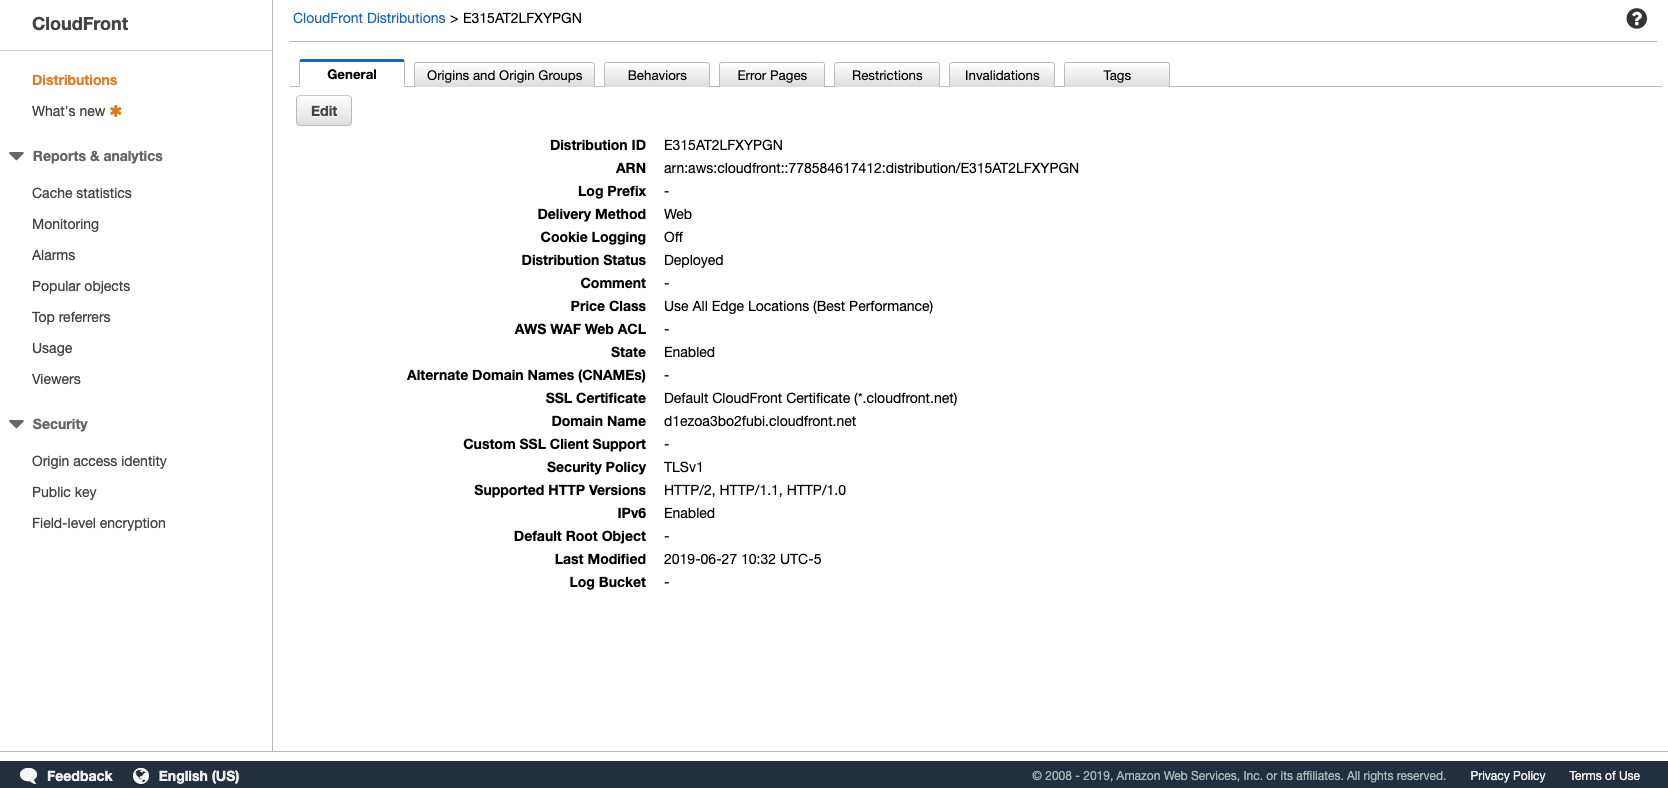 CloudFront
CloudFront Distributions > E315AT2LFXYPGN
Distributions
What's new
Reports & analytics
Cache statistics
Monitoring
Alarms
Popular objects
Top referrers
Usage
Viewers
Security
Origin access identity
Public key
Field-level encryption
General Origins and Origin Groups Behaviors Error Pages Restrictions Invalidations Tags
Edit
Distribution ID E315AT2LFXYPGN
ARN arn:aws:cloudfront::778584617412:distribution/E315AT2LFXYPGN
Log Prefix -
Delivery Method Web
Cookie Logging Off
Distribution Status Deployed
Comment -
Price Class Use All Edge Locations (Best Performance)
AWS WAF Web ACL -
State Enabled
Alternate Domain Names (CNAMEs) -
SSL Certificate Default CloudFront Certificate (*.cloudfront.net)
Domain Name d1ezoa3bo2fubi.cloudfront.net
Custom SSL Client Support -
Security Policy TLSv1
Supported HTTP Versions HTTP/2, HTTP/1.1, HTTP/1.0
IPv6 Enabled
Default Root Object -
Last Modified 2019-06-27 10:32 UTC-5
Log Bucket -
Feedback English (US) © 2008 - 2019, Amazon Web Services, Inc. or its affiliates. All rights reserved. Privacy Policy Terms of Use